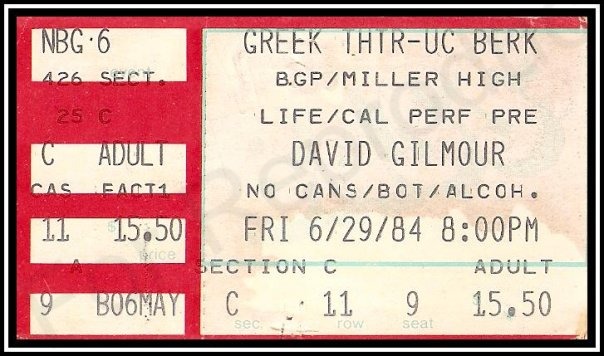 NBG·6
426 SECT.
25 C
C ADULT
CAS FACT1
11 15.50
price
A
9 B06MAY
GREEK THTR-UC BERK
BGP/MILLER HIGH
LIFE/CAL PERF PRE
DAVID GILMOUR
NO CANS/BOT/ALCOH.
FRI 6/29/84 8:00PM
SECTION C ADULT
C 11 9 15.50
sec. row seat